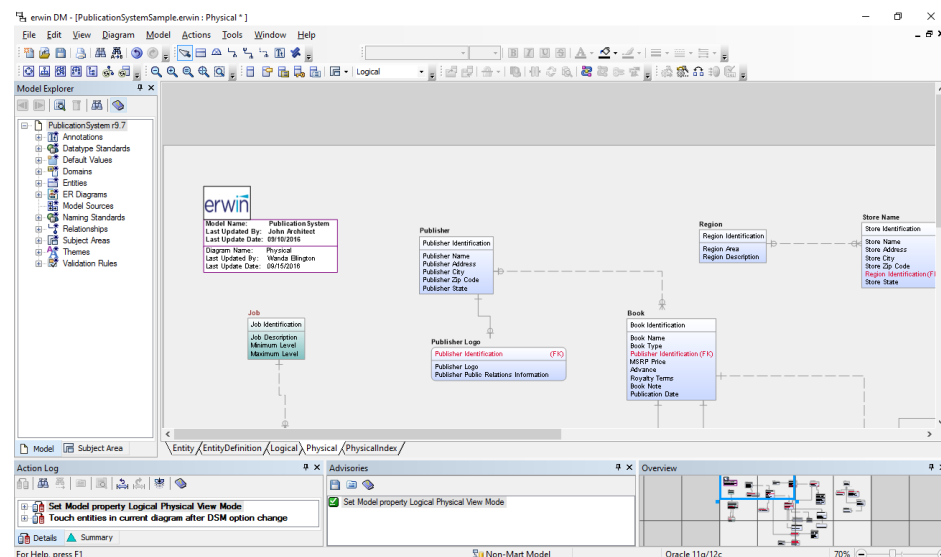 erwin DM - [PublicationSystemSample.erwin : Physical * ]
File Edit View Diagram Model Actions Tools Window Help
Logical
Model Explorer
PublicationSystem r9.7
Annotations
Datatype Standards
Default Values
Domains
Entities
ER Diagrams
Model Sources
Naming Standards
Relationships
Subject Areas
Themes
Validation Rules
Model Subject Area
erwin
Model Name: PublicationSystem
Last Updated By: John Architect
Last Update Date: 09/10/2016
Diagram Name: Physical
Last Updated By: Wanda Ellington
Last Update Date: 09/15/2016
Job
Job Identification
Job Description
Minimum Level
Maximum Level
Publisher
Publisher Identification
Publisher Name
Publisher Address
Publisher City
Publisher Zip Code
Publisher State
Publisher Logo
Publisher Identification (FK)
Publisher Logo
Publisher Public Relations Information
Region
Region Identification
Region Area
Region Description
Book
Book Identification
Book Name
Book Type
Publisher Identification (FK)
MSRP Price
Advance
Royalty Terms
Book Note
Publication Date
Store Name
Store Identification
Store Name
Store Address
Store City
Store Zip Code
Region Identification (F
Store State
Entity EntityDefinition Logical Physical PhysicalIndex
Action Log
Set Model property Logical Physical View Mode
Touch entities in current diagram after DSM option change
Details Summary
Advisories
Set Model property Logical Physical View Mode
Overview
For Help, press F1
Non-Mart Model
Oracle 11g/12c
70%